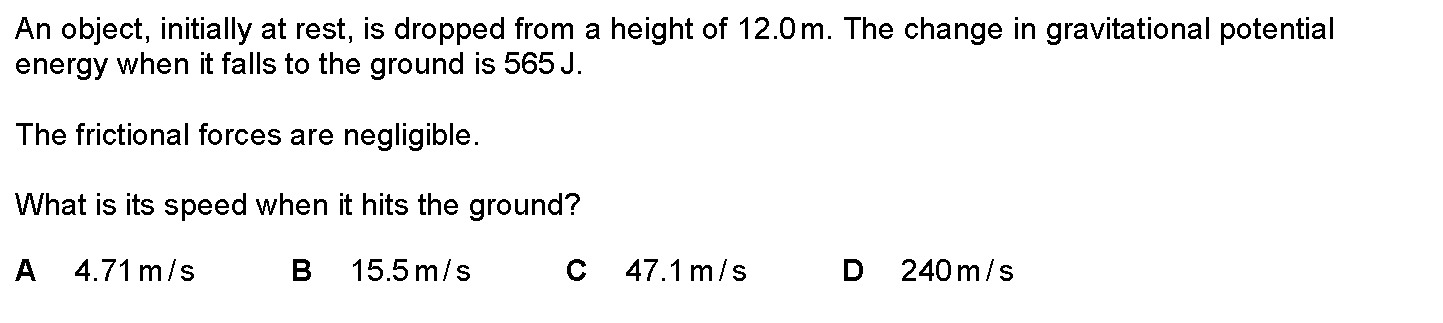 An object, initially at rest, is dropped from a height of 12.0 m. The change in gravitational potential
energy when it falls to the ground is 565 J.
The frictional forces are negligible.
What is its speed when it hits the ground?
A 4.71 m / s B 15.5 m / s C 47.1 m / s D 240 m / s